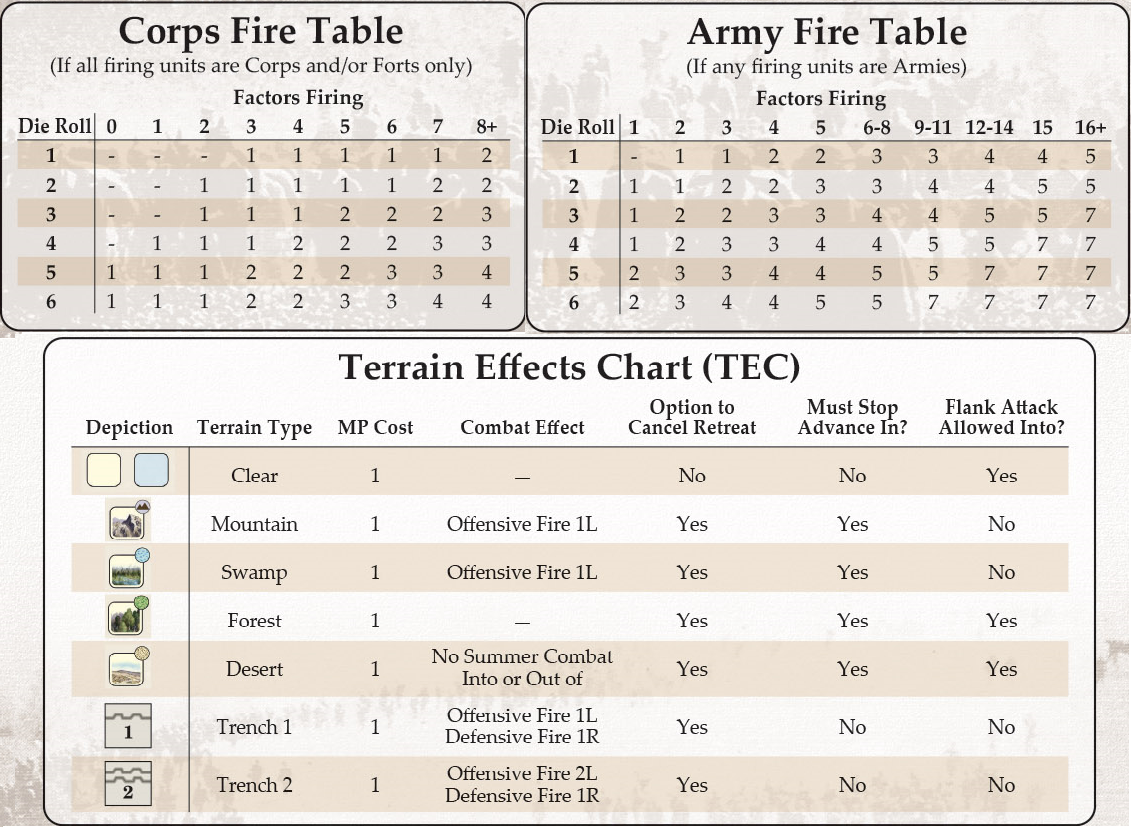 Corps Fire Table
(If all firing units are Corps and/or Forts only)
Factors Firing
Die Roll 0 1 2 3 4 5 6 7 8+
1 - - - 1 1 1 1 1 2
2 - - 1 1 1 1 1 2 2
3 - - 1 1 1 2 2 2 3
4 - 1 1 1 2 2 2 3 3
5 1 1 1 2 2 2 3 3 4
6 1 1 1 2 2 3 3 4 4
Army Fire Table
(If any firing units are Armies)
Factors Firing
Die Roll 1 2 3 4 5 6-8 9-11 12-14 15 16+
1 - 1 1 2 2 3 3 4 4 5
2 1 1 2 2 3 3 4 4 5 5
3 1 2 2 3 3 4 4 5 5 7
4 1 2 3 3 4 4 5 5 7 7
5 2 3 3 4 4 5 5 7 7 7
6 2 3 4 4 5 5 7 7 7 7
Terrain Effects Chart (TEC)
Option to Must Stop Flank Attack
Depiction Terrain Type MP Cost Combat Effect Cancel Retreat Advance In? Allowed Into?
Clear 1 — No No Yes
Mountain 1 Offensive Fire 1L Yes Yes No
Swamp 1 Offensive Fire 1L Yes Yes No
Forest 1 — Yes Yes Yes
No Summer Combat
Desert 1 Into or Out of Yes Yes Yes
Offensive Fire 1L
1 Trench 1 1 Defensive Fire 1R Yes No No
Offensive Fire 2L
2 Trench 2 1 Defensive Fire 1R Yes No No